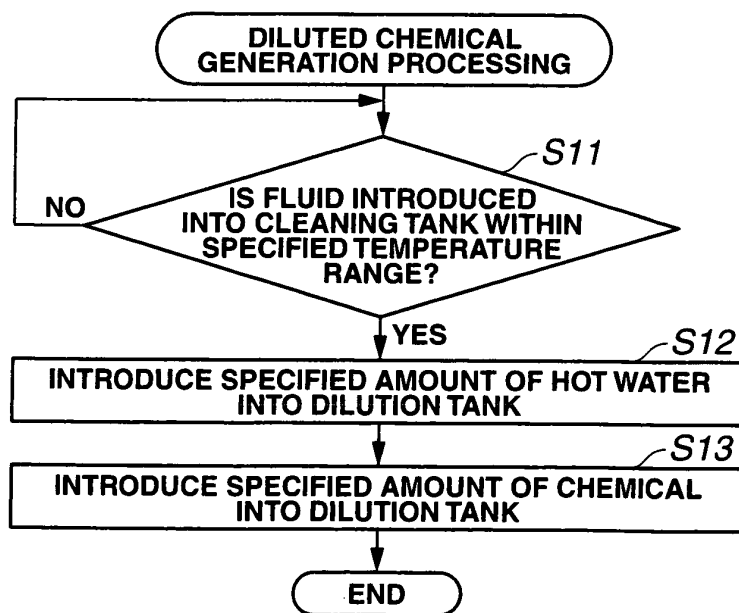 DILUTED CHEMICAL
GENERATION PROCESSING
S11
IS FLUID INTRODUCED
INTO CLEANING TANK WITHIN
SPECIFIED TEMPERATURE
RANGE?
NO
YES
S12
INTRODUCE SPECIFIED AMOUNT OF HOT WATER
INTO DILUTION TANK
S13
INTRODUCE SPECIFIED AMOUNT OF CHEMICAL
INTO DILUTION TANK
END